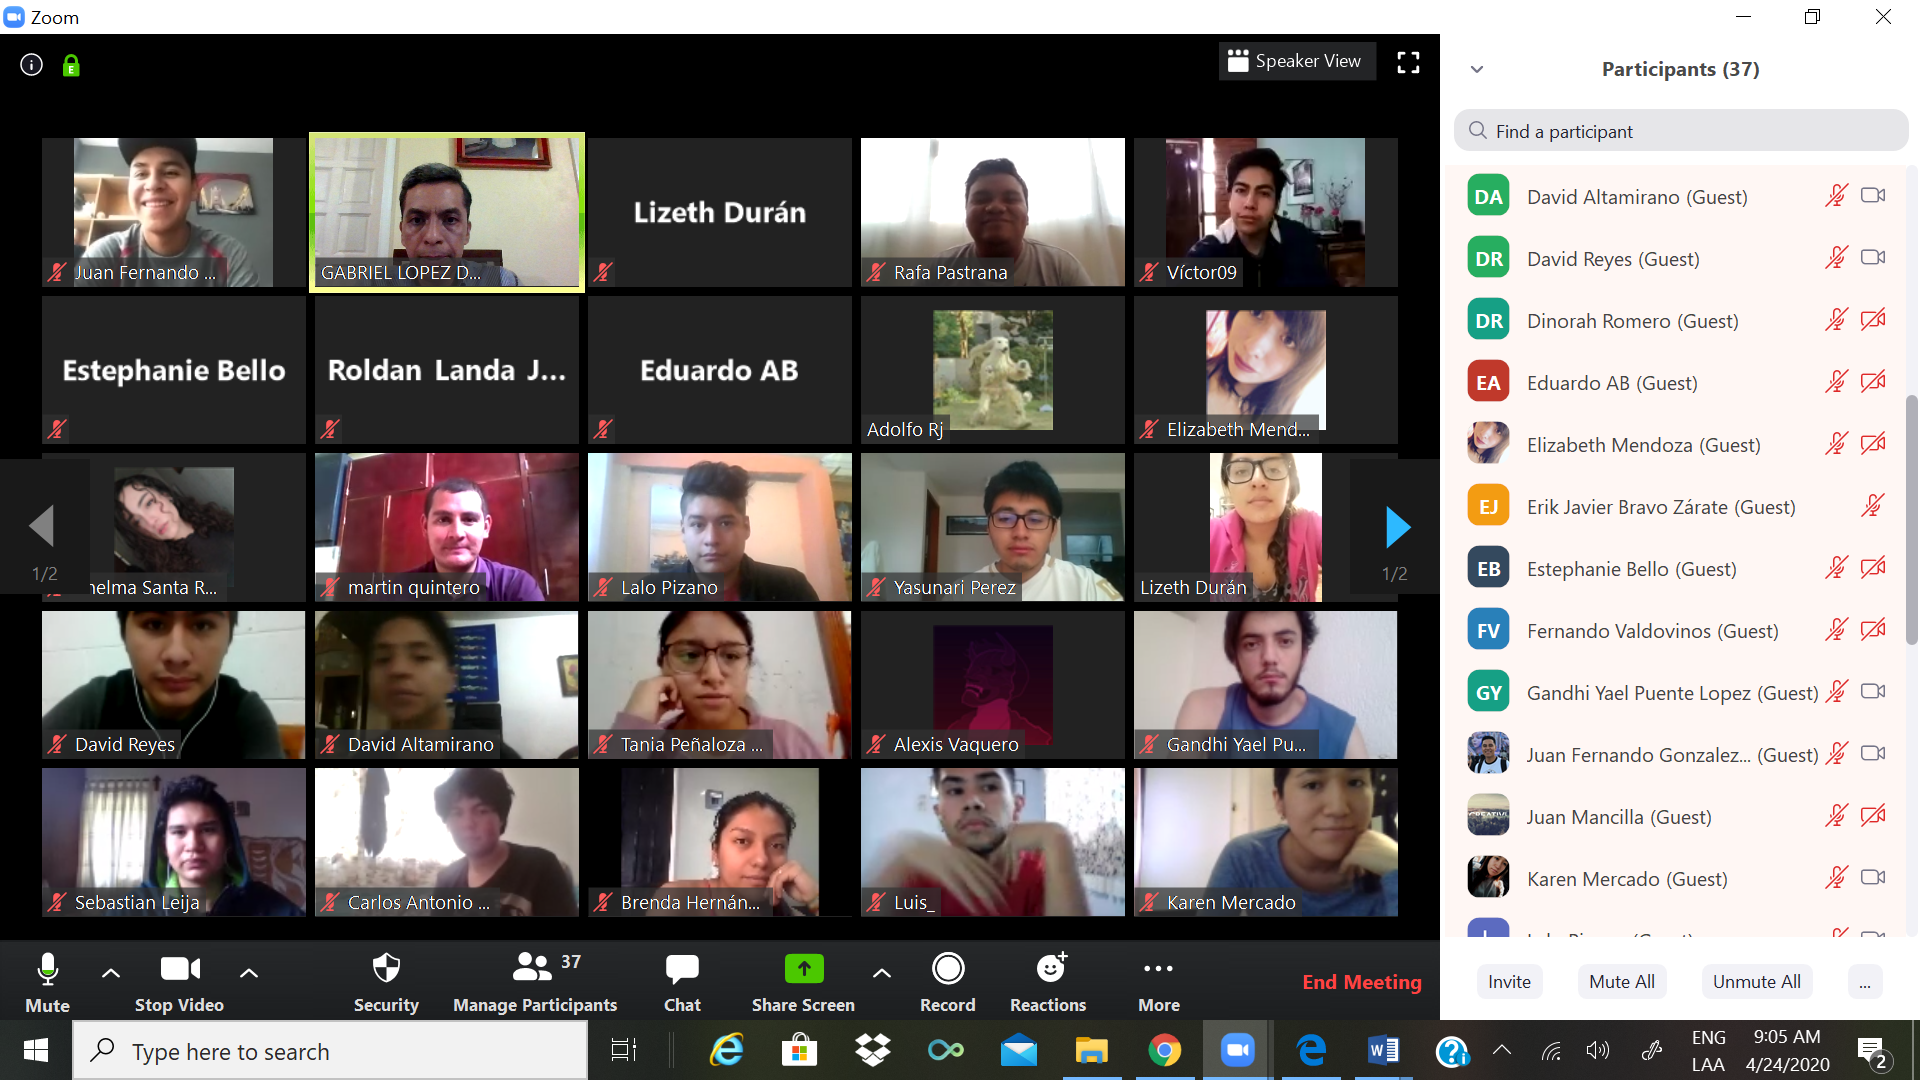 Zoom
Speaker View
Juan Fernando ...
GABRIEL LOPEZ D...
Lizeth Durán
Rafa Pastrana
Víctor09
Estephanie Bello
Roldan Landa J...
Eduardo AB
Adolfo Rj
Elizabeth Mend...
helma Santa R...
martin quintero
Lalo Pizano
Yasunari Perez
Lizeth Durán
1/2
1/2
David Reyes
David Altamirano
Tania Peñaloza ...
Alexis Vaquero
Gandhi Yael Pu...
Sebastian Leija
Carlos Antonio ...
Brenda Hernán...
Luis_
Karen Mercado
Mute
Stop Video
Security
Manage Participants
37
Chat
Share Screen
Record
Reactions
More
End Meeting
Participants (37)
Find a participant
DA David Altamirano (Guest)
DR David Reyes (Guest)
DR Dinorah Romero (Guest)
EA Eduardo AB (Guest)
Elizabeth Mendoza (Guest)
EJ Erik Javier Bravo Zárate (Guest)
EB Estephanie Bello (Guest)
FV Fernando Valdovinos (Guest)
GY Gandhi Yael Puente Lopez (Guest)
Juan Fernando Gonzalez... (Guest)
Juan Mancilla (Guest)
Karen Mercado (Guest)
Invite
Mute All
Unmute All
...
Type here to search
ENG
LAA
9:05 AM
4/24/2020
2